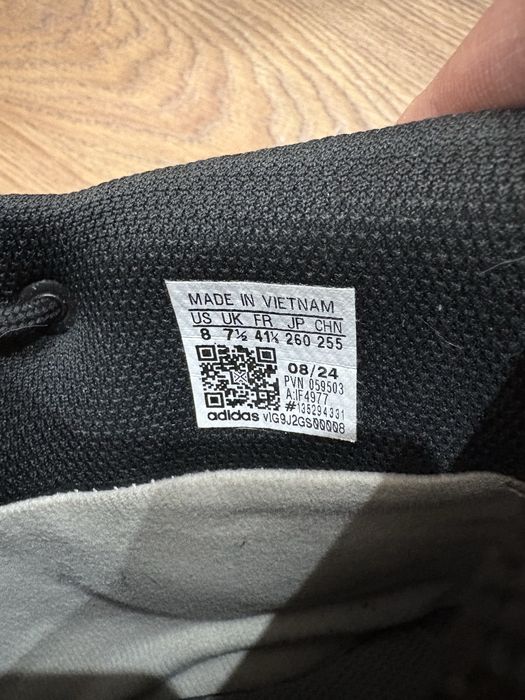 MADE IN VIETNAM
US UK FR JP CHN
8 7½ 41⅓ 260 255
08/24
PVN 059503
A:IF4977
#135294331
adidas vIG9J2GS00008